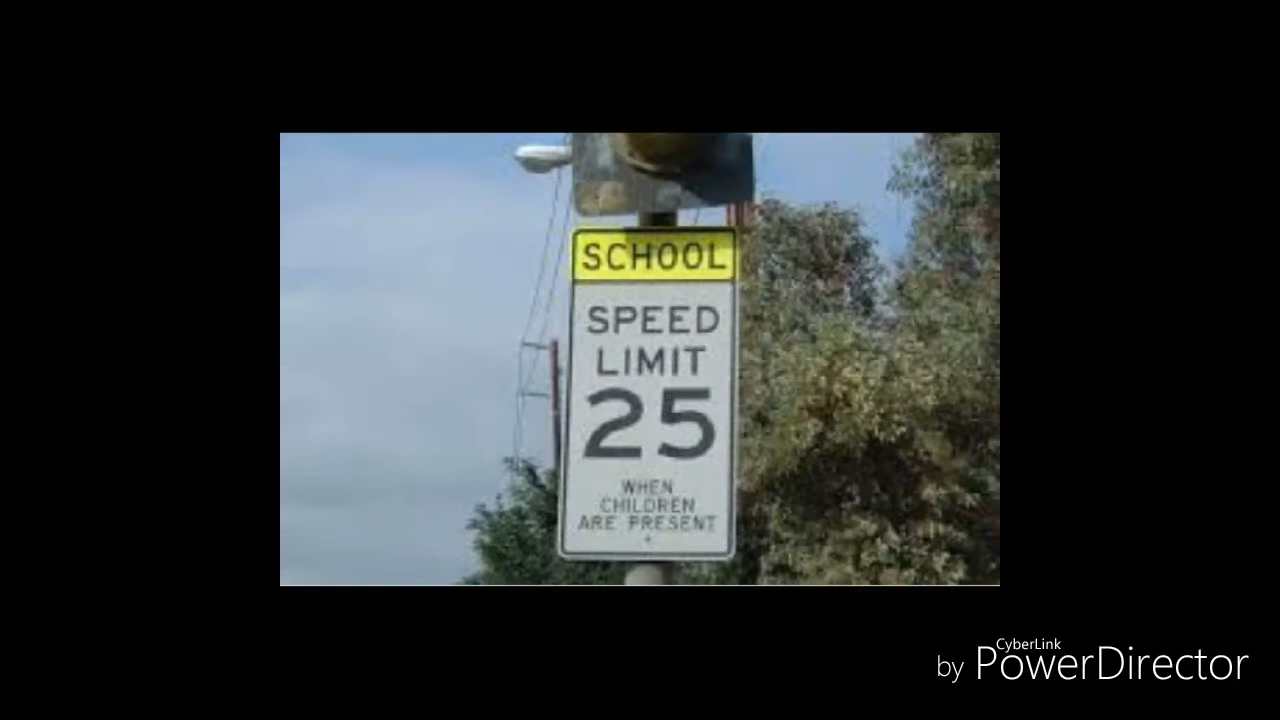 SCHOOL
SPEED
LIMIT
25
WHEN
CHILDREN
ARE PRESENT
CyberLink
by PowerDirector